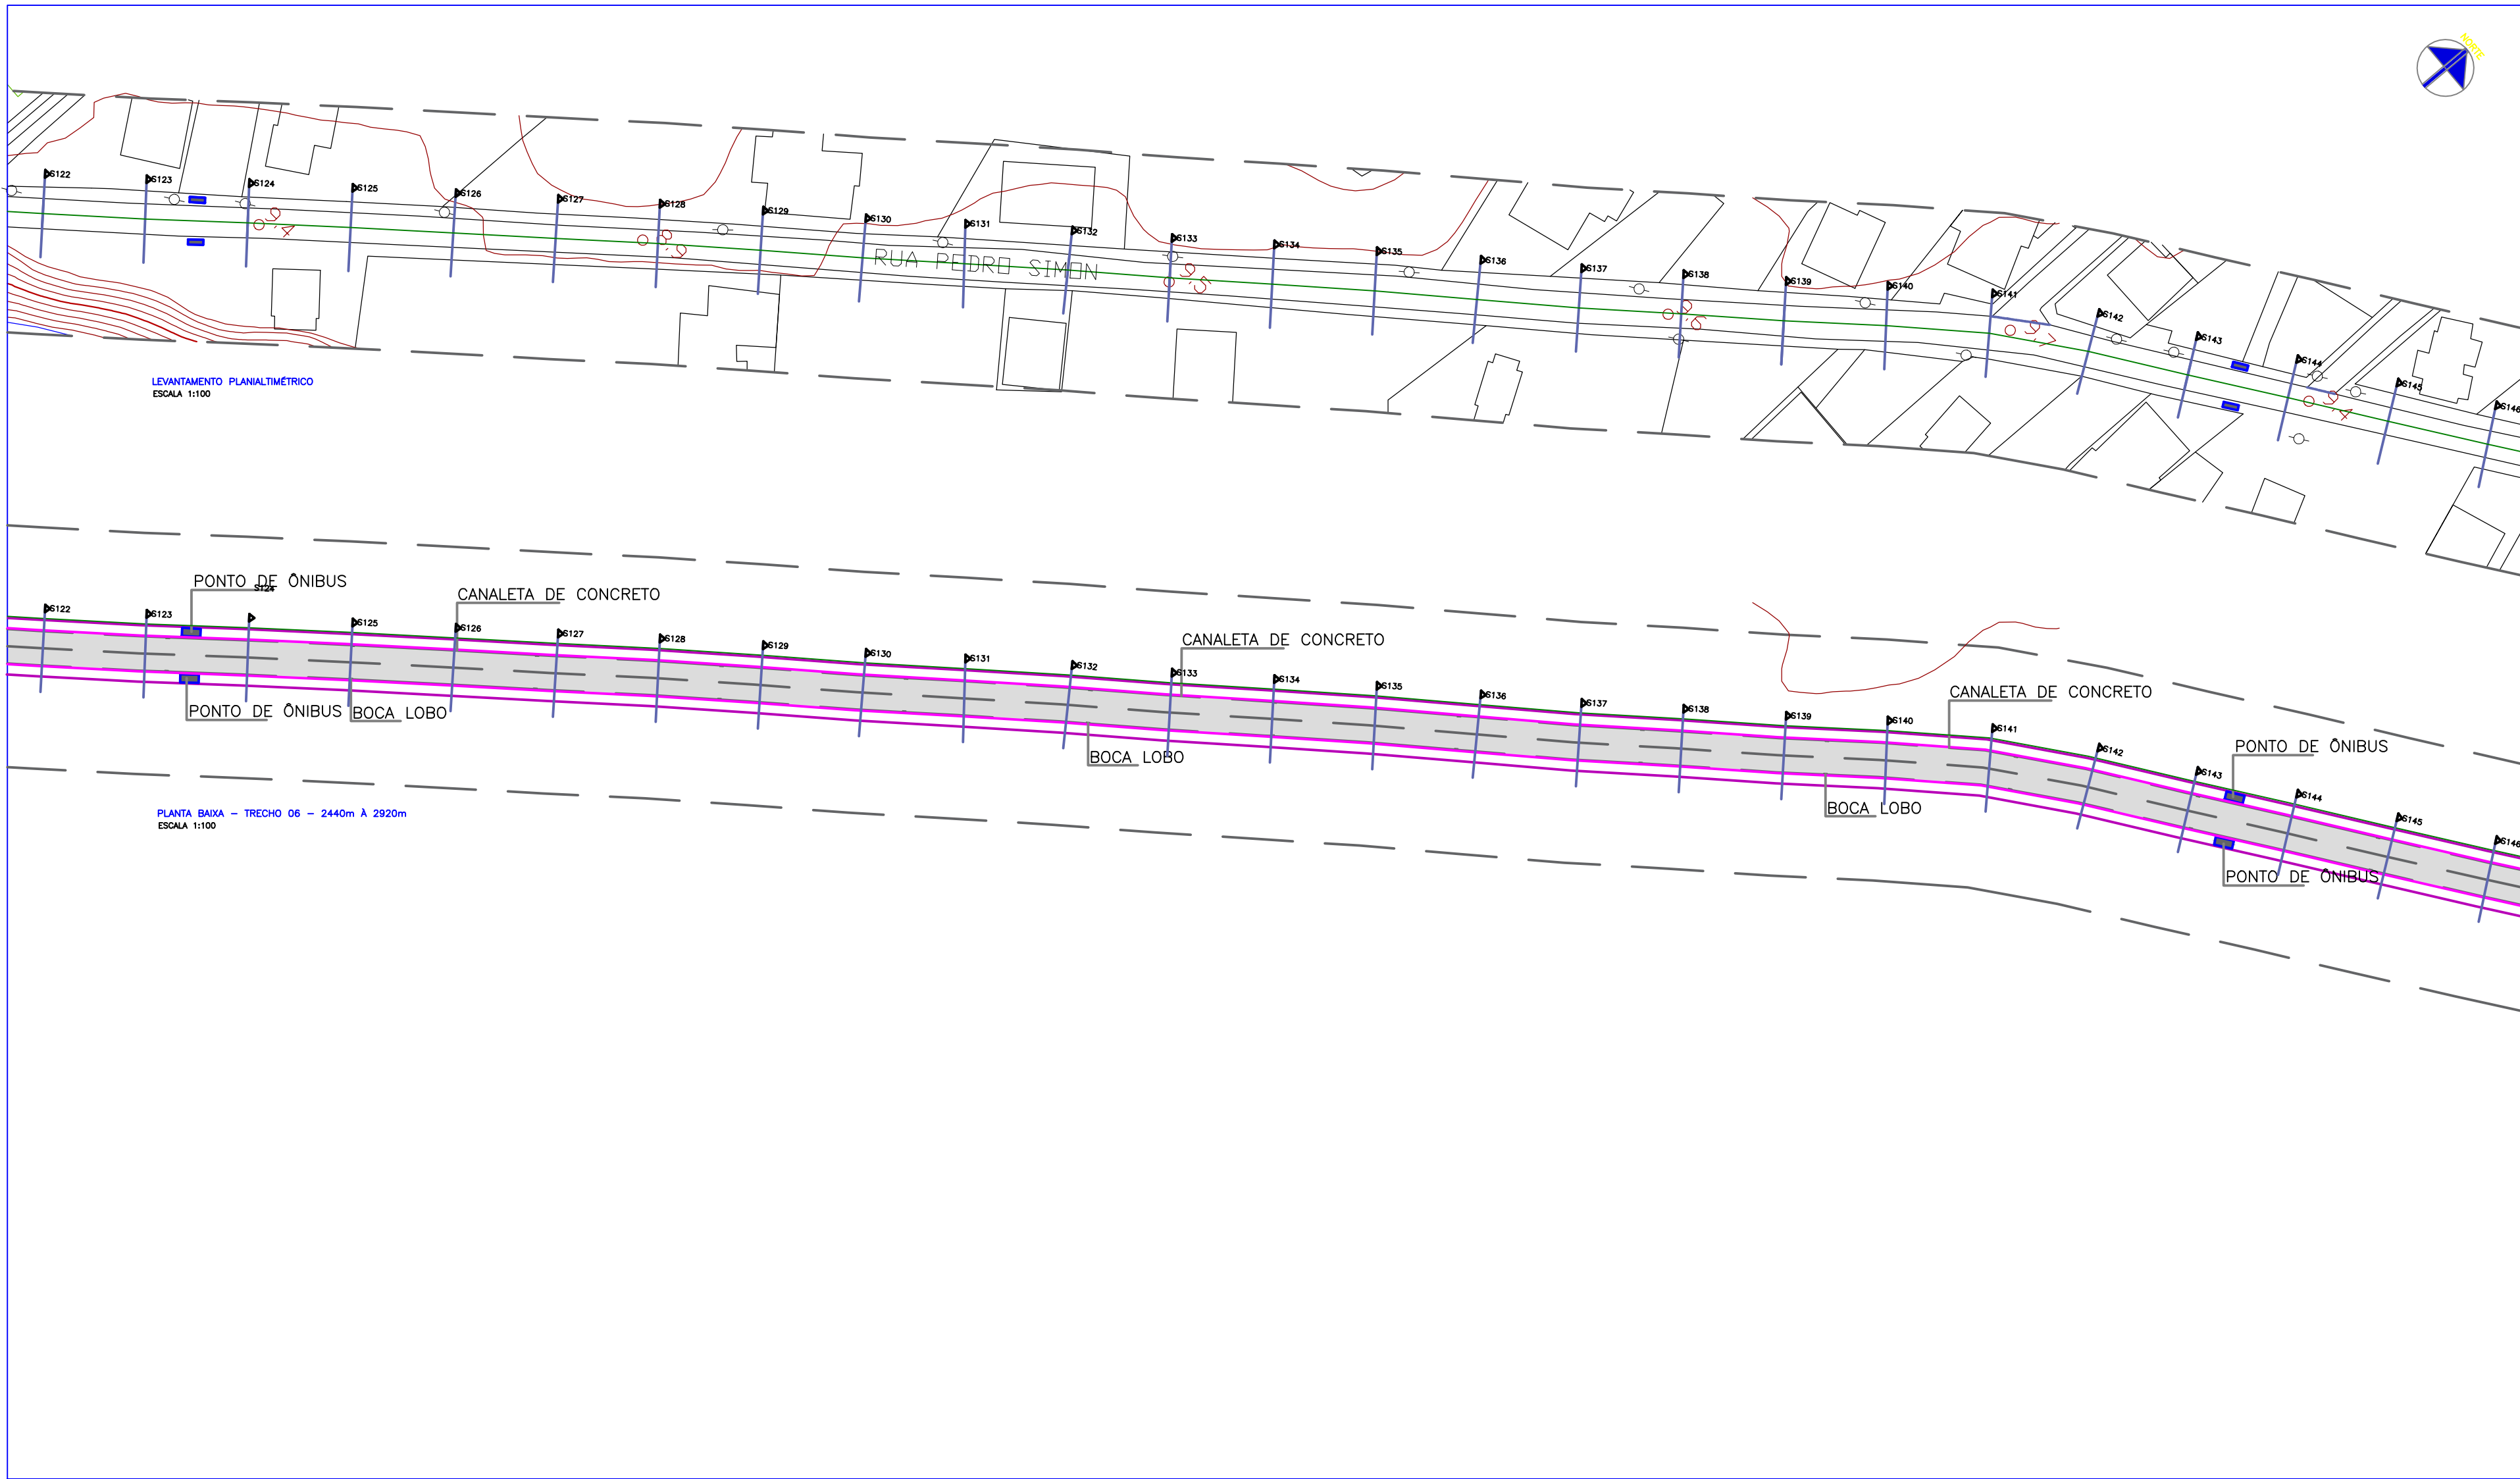 NORTE
S122
S123
S124
S125
S126
S127
S128
S129
S130
S131
S132
S133
S134
S135
S136
S137
S138
S139
S140
S141
S142
S143
S144
S145
S146
RUA PEDRO SIMON
LEVANTAMENTO PLANIALTIMÉTRICO
ESCALA 1:100
PONTO DE ÔNIBUS
S124
CANALETA DE CONCRETO
S122
S123
S125
S126
S127
S128
S129
S130
S131
S132
CANALETA DE CONCRETO
S133
S134
S135
S136
S137
S138
S139
S140
CANALETA DE CONCRETO
S141
S142
S143
PONTO DE ÔNIBUS
S144
S145
S146
PONTO DE ÔNIBUS
BOCA LOBO
BOCA LOBO
BOCA LOBO
PONTO DE ÔNIBUS
PLANTA BAIXA – TRECHO 06 – 2440m À 2920m
ESCALA 1:100